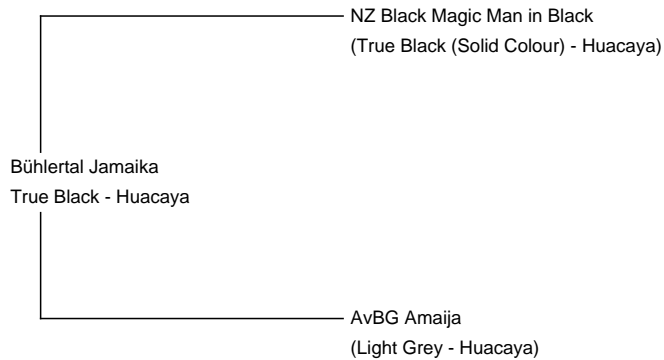 NZ Black Magic Man in Black
(True Black (Solid Colour) - Huacaya)
Bühlertal Jamaika
True Black - Huacaya
AvBG Amaija
(Light Grey - Huacaya)